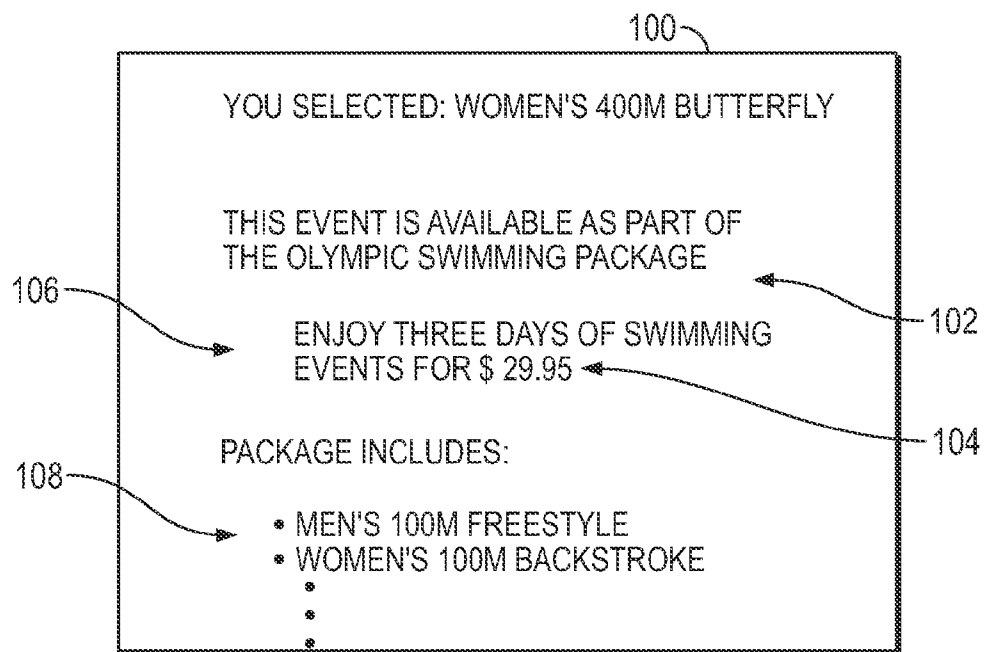 100
YOU SELECTED: WOMEN'S 400M BUTTERFLY
THIS EVENT IS AVAILABLE AS PART OF
THE OLYMPIC SWIMMING PACKAGE
106
102
ENJOY THREE DAYS OF SWIMMING
EVENTS FOR $ 29.95
104
PACKAGE INCLUDES:
108
• MEN'S 100M FREESTYLE
• WOMEN'S 100M BACKSTROKE
•
•
•